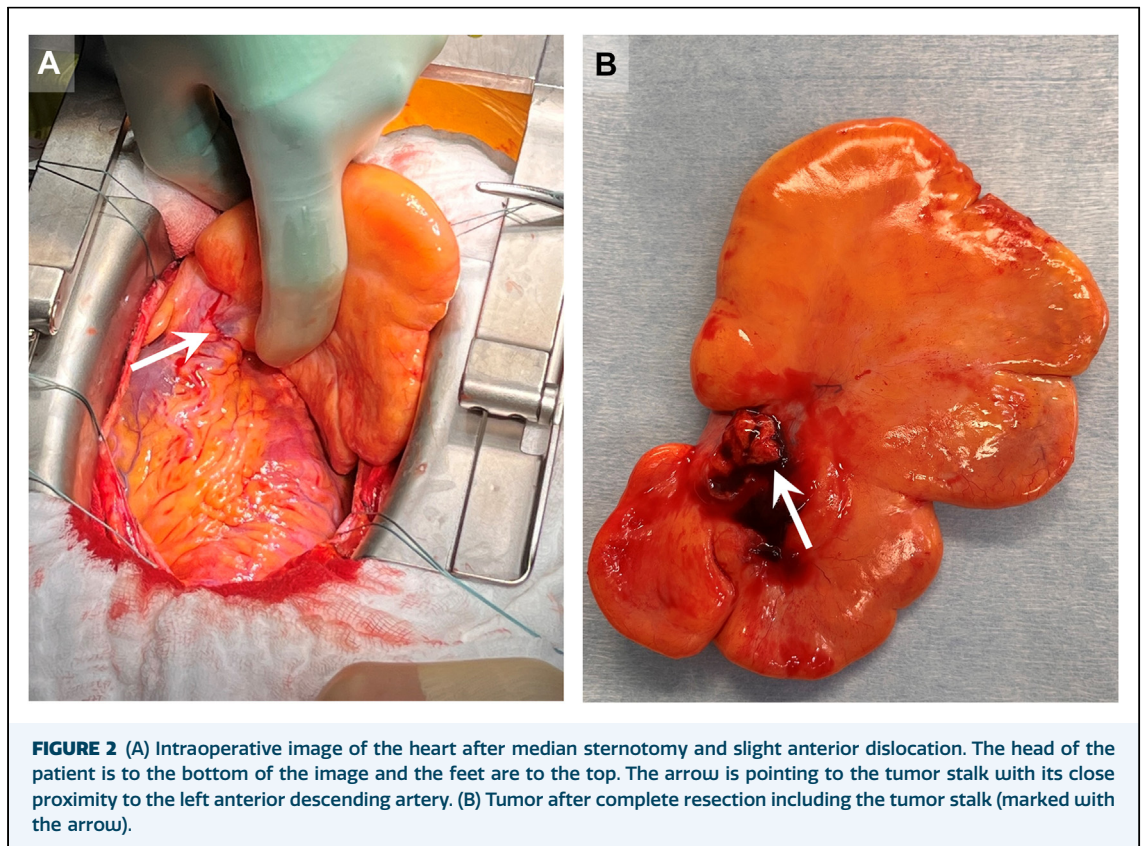 A
B
FIGURE 2 (A) Intraoperative image of the heart after median sternotomy and slight anterior dislocation. The head of the
patient is to the bottom of the image and the feet are to the top. The arrow is pointing to the tumor stalk with its close
proximity to the left anterior descending artery. (B) Tumor after complete resection including the tumor stalk (marked with
the arrow).